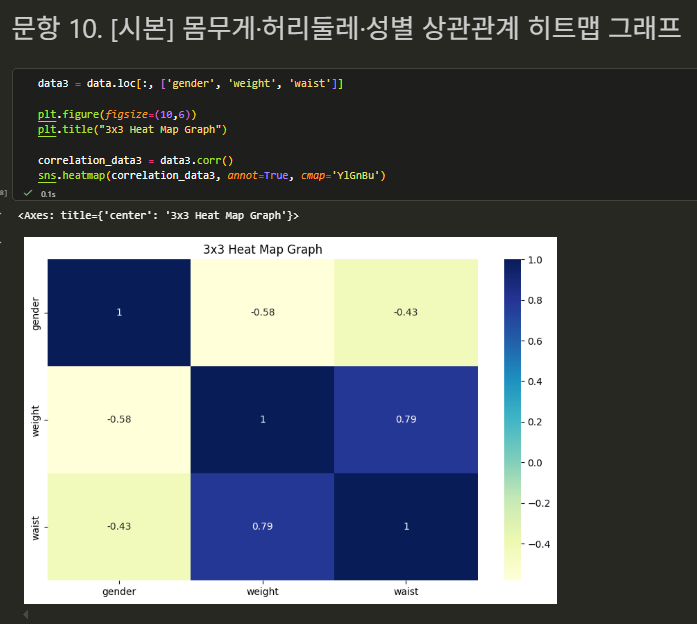 문항 10. [시본] 몸무게·허리둘레·성별 상관관계 히트맵 그래프
data3 = data.loc[:, ['gender', 'weight', 'waist']]
plt.figure(figsize=(10,6))
plt.title("3x3 Heat Map Graph")
correlation_data3 = data3.corr()
sns.heatmap(correlation_data3, annot=True, cmap='YlGnBu')
8]
0.1s
<Axes: title={'center': '3x3 Heat Map Graph'}>
3x3 Heat Map Graph
gender
1
-0.58
-0.43
weight
-0.58
1
0.79
waist
-0.43
0.79
1
gender
weight
waist
1.0
0.8
0.6
0.4
0.2
0.0
−0.2
−0.4